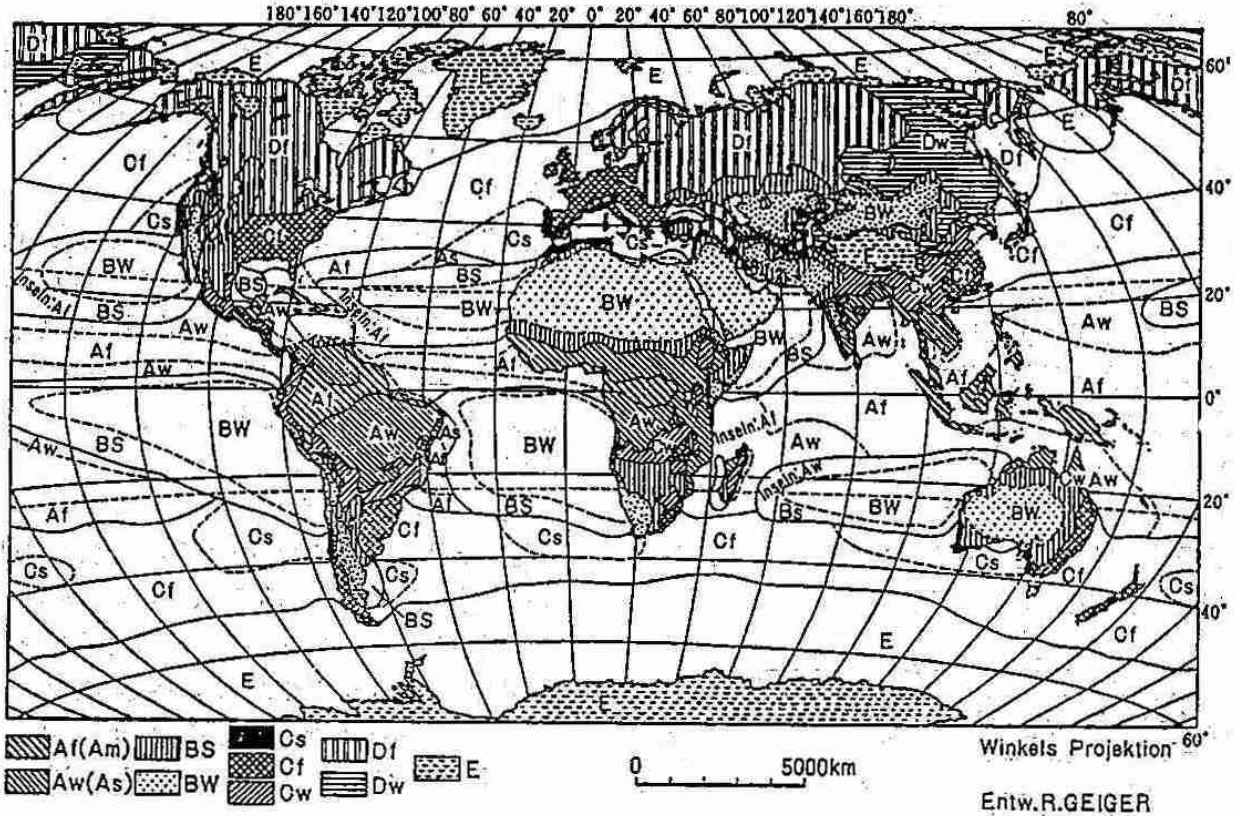 180° 160° 140° 120° 100° 80° 60° 40° 20° 0° 20° 40° 60° 80° 100° 120° 140° 160° 180° 80°
Df E E E E Df
60°
Df Df Dw Df E
Cf Cf Cf
40°
Cs Cf Cs Cs BW E Cf Cf Cf
BW BS Af As BS BW Cw
20°
Inseln: Af BS Aw Aw BW Inseln: Af BW BS Aw Aw BS
Af Aw Af Af Af Af
0°
BW Af Aw BW Aw Inseln: Af Aw
BS As As Inseln: Aw Cw Aw
Aw BW BW
20°
Af Af BS Bs
Cs Cf Cs Cf Cs Cf
Cs Cf Cs Cs
BS Cf
40°
E E
E E
60°
Af(Am) BS Cs Df
Cf E
Aw(As) BW Cw Dw
0 5000km
Winkels Projektion
Entw.R.GEIGER